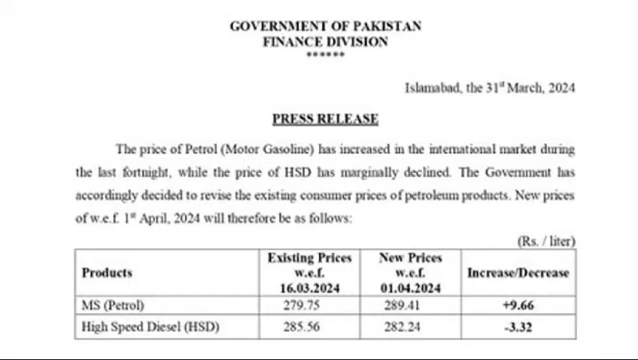 GOVERNMENT OF PAKISTAN
FINANCE DIVISION
******
Islamabad, the 31st March, 2024
PRESS RELEASE
The price of Petrol (Motor Gasoline) has increased in the international market during
the last fortnight, while the price of HSD has marginally declined. The Government has
accordingly decided to revise the existing consumer prices of petroleum products. New prices
of w.e.f. 1st April, 2024 will therefore be as follows:
(Rs. / liter)
Products Existing Prices w.e.f. 16.03.2024 New Prices w.e.f. 01.04.2024 Increase/Decrease
MS (Petrol) 279.75 289.41 +9.66
High Speed Diesel (HSD) 285.56 282.24 -3.32